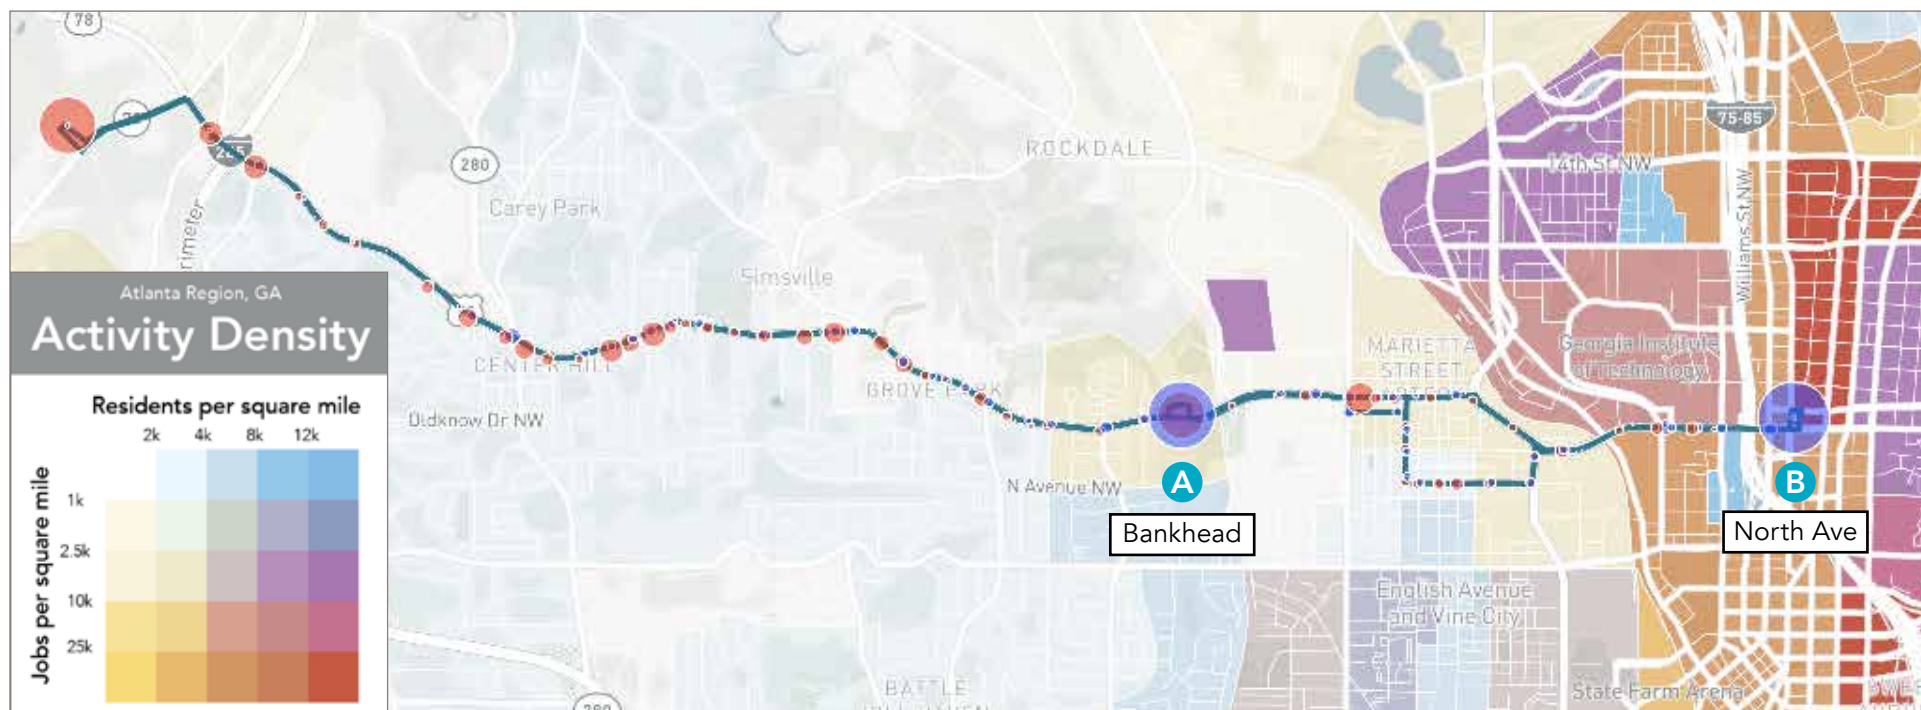 78
ROCKDALE
75-85
14th St NW
280
Carey Park
Williams St NW
Simsville
Atlanta Region, GA
Activity Density
Residents per square mile
2k 4k 8k 12k
Jobs per square mile
1k
2.5k
10k
25k
CENTER HILL
GROVE PARK
Oldknow Dr NW
MARIETTA
STREET
Georgia Institute
of Technology
N Avenue NW
A
Bankhead
B
North Ave
English Avenue
and Vine City
BATTLE
State Farm Arena
280